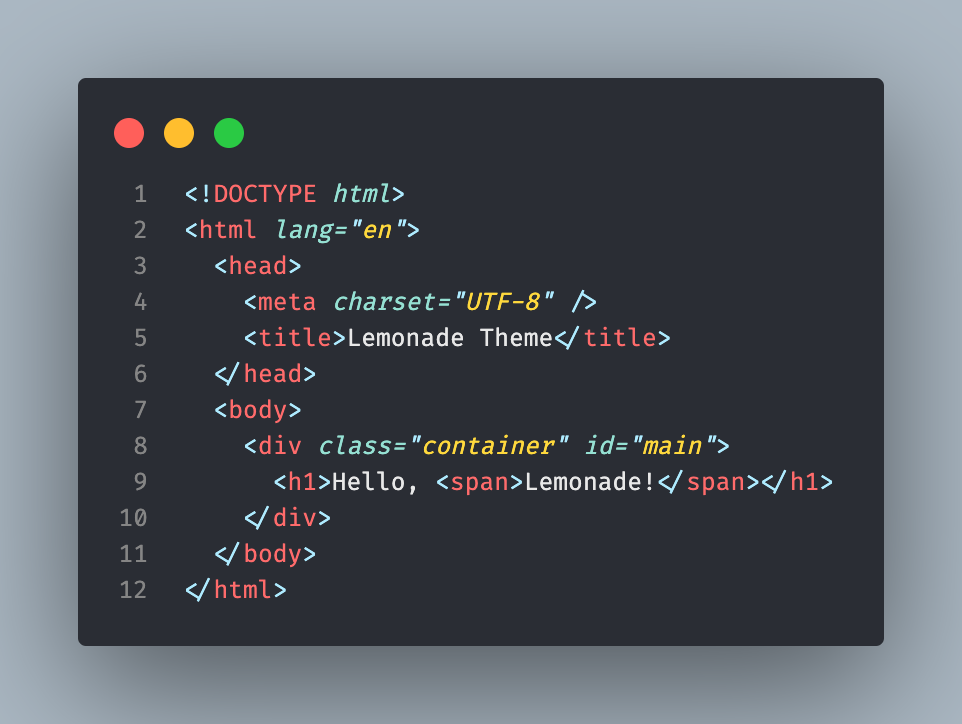 1 <!DOCTYPE html>
2 <html lang="en">
3   <head>
4     <meta charset="UTF-8" />
5     <title>Lemonade Theme</title>
6   </head>
7   <body>
8     <div class="container" id="main">
9       <h1>Hello, <span>Lemonade!</span></h1>
10     </div>
11   </body>
12 </html>